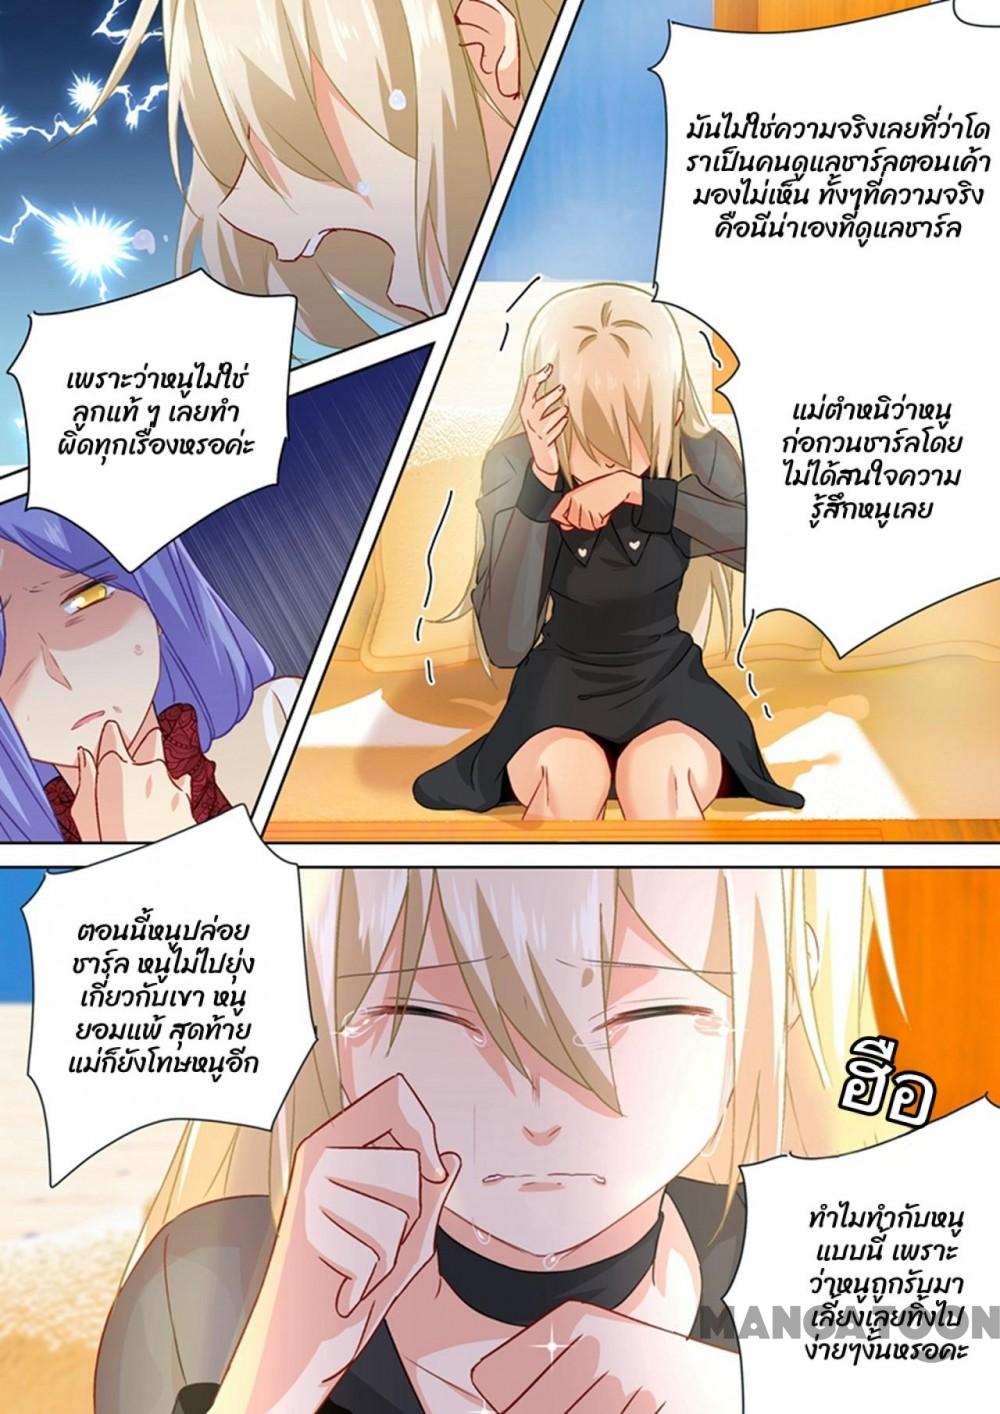 มันไม่ใช่ความจริงเลยที่ว่าโด
ราเป็นคนดูแลชาร์ลตอนเค้า
มองไม่เห็น ทั้งๆที่ความจริง
คือนีน่าเองที่ดูแลชาร์ล
เพราะว่าหนูไม่ใช่
ลูกแท้ ๆ เลยทำ
ผิดทุกเรื่องหรอค่ะ
แม่ตำหนิว่าหนู
ก่อกวนชาร์ลโดย
ไม่ได้สนใจความ
รู้สึกหนูเลย
ตอนนี้หนูปล่อย
ชาร์ล หนูไม่ไปยุ่ง
เกี่ยวกับเขา หนู
ยอมแพ้ สุดท้าย
แม่ก็ยังโทษหนูอีก
ฮือ
ทำไมทำกับหนู
แบบนี้ เพราะ
ว่าหนูถูกรับมา
เลี้ยงเลยทิ้งไป
ง่ายๆงั้นหรอคะ
MANGATOON